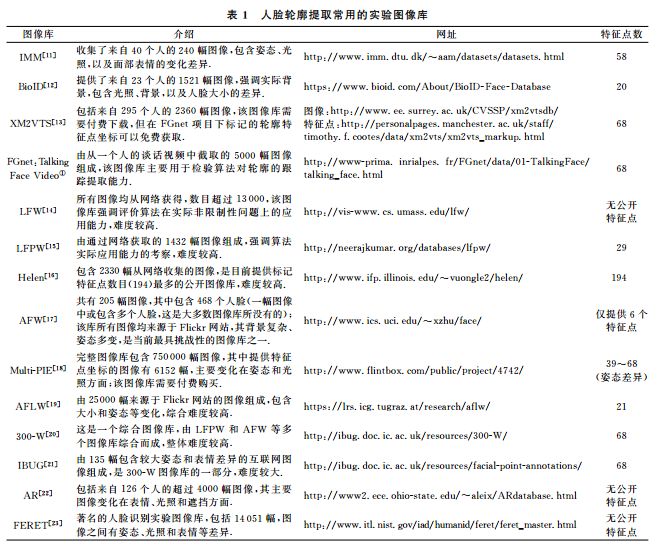 表 1 人脸轮廓提取常用的实验图像库
图像库 介绍 网址 特征点数
IMM[11] 收集了来自 40 个人的 240 幅图像,包含姿态、光照,以及面部表情的变化差异. http://www.imm.dtu.dk/~aam/datasets/datasets.html 58
BioID[12] 提供了来自 23 个人的 1521 幅图像,强调实际背景,包含光照、背景,以及人脸大小的差异. https://www.bioid.com/About/BioID-Face-Database 20
XM2VTS[13] 包括来自 295 个人的 2360 幅图像,该图像库需要付费下载,但在 FGnet 项目下标记的轮廓特征点坐标可以免费获取. 图像:http://www.ee.surrey.ac.uk/CVSSP/xm2vtsdb/ 特征点:http://personalpages.manchester.ac.uk/staff/timothy.f.cootes/data/xm2vts/xm2vts_markup.html 68
FGnet:Talking Face Video① 由从一个人的谈话视频中截取的 5000 幅图像组成,该图像库主要用于检验算法对轮廓的跟踪提取能力. http://www-prima.inrialpes.fr/FGnet/data/01-TalkingFace/talking_face.html 68
LFW[14] 所有图像均从网络获得,数目超过 13000,该图像库强调评价算法在实际非限制性问题上的应用能力,难度较高. http://vis-www.cs.umass.edu/lfw/ 无公开特征点
LFPW[15] 由通过网络获取的 1432 幅图像组成,强调算法实际应用能力的考察,难度较高. http://neerajkumar.org/databases/lfpw/ 29
Helen[16] 包含 2330 幅从网络收集的图像,是目前提供标记特征点数目(194)最多的公开图像库,难度较高. http://www.ifp.illinois.edu/~vuongle2/helen/ 194
AFW[17] 共有 205 幅图像,其中包含 468 个人脸(一幅图像中或包含多个人脸,这是大多数图像库所没有的);该库所有图像均来源于 Flickr 网站,其背景复杂、姿态多变,是当前最具挑战性的图像库之一. http://www.ics.uci.edu/~xzhu/face/ 仅提供 6 个特征点
Multi-PIE[18] 完整图像库包含 750000 幅图像,其中提供特征点坐标的图像有 6152 幅,主要变化在姿态和光照方面;该图像库需要付费购买. http://www.flintbox.com/public/project/4742/ 39~68(姿态差异)
AFLW[19] 由 25000 幅来源于 Flickr 网站的图像组成,包含大小和姿态等变化,综合难度较高. https://lrs.icg.tugraz.at/research/aflw/ 21
300-W[20] 这是一个综合图像库,由 LFPW 和 AFW 等多个图像库综合而成,整体难度较高. http://ibug.doc.ic.ac.uk/resources/300-W/ 68
IBUG[21] 由 135 幅包含较大姿态和表情差异的互联网图像组成,是 300-W 图像库的一部分,难度较大. http://ibug.doc.ic.ac.uk/resources/facial-point-annotations/ 68
AR[22] 包括来自 126 个人的超过 4000 幅图像,其主要图像变化在表情、光照和遮挡方面. http://www2.ece.ohio-state.edu/~aleix/ARdatabase.html 无公开特征点
FERET[23] 著名的人脸识别实验图像库,包括 14051 幅,图像之间有姿态、光照和表情等差异. http://www.itl.nist.gov/iad/humanid/feret/feret_master.html 无公开特征点